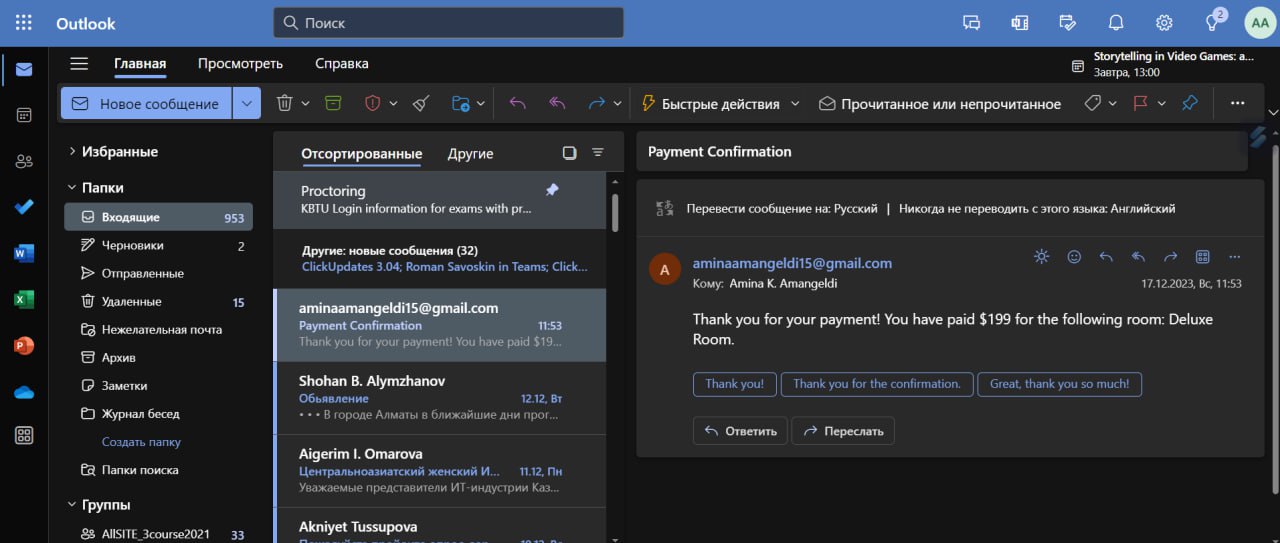 Outlook
Поиск
2
AA
Главная
Просмотреть
Справка
Storytelling in Video Games: a...
Завтра, 13:00
Новое сообщение
Быстрые действия
Прочитанное или непрочитанное
Избранные
Папки
Входящие 953
Черновики 2
Отправленные
Удаленные 15
Нежелательная почта
Архив
Заметки
Журнал бесед
Создать папку
Папки поиска
Группы
AllSITE_3course2021 33
Отсортированные
Другие
Proctoring
KBTU Login information for exams with pr...
Другие: новые сообщения (32)
ClickUpdates 3.04; Roman Savoskin in Teams; Click...
aminaamangeldi15@gmail.com
Payment Confirmation 11:53
Thank you for your payment! You have paid $19...
Shohan B. Alymzhanov
Обьявление 12.12, Вт
• • • В городе Алматы в ближайшие дни прог...
Aigerim I. Omarova
Центральноазиатский женский И... 11.12, Пн
Уважаемые представители ИТ-индустрии Каз...
Akniyet Tussupova
Payment Confirmation
Перевести сообщение на: Русский | Никогда не переводить с этого языка: Английский
A
aminaamangeldi15@gmail.com
Кому: Amina K. Amangeldi
17.12.2023, Вс, 11:53
Thank you for your payment! You have paid $199 for the following room: Deluxe
Room.
Thank you!
Thank you for the confirmation.
Great, thank you so much!
Ответить
Переслать
W
X
P